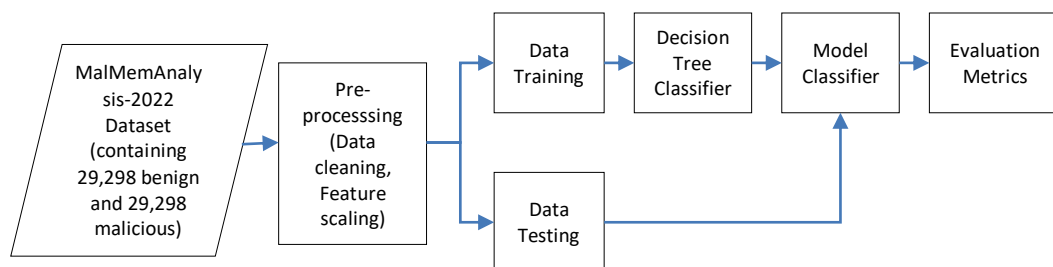 MalMemAnaly
sis-2022
Dataset
(containing
29,298 benign
and 29,298
malicious)
Pre-
processsing
(Data
cleaning,
Feature
scaling)
Data
Training
Decision
Tree
Classifier
Model
Classifier
Evaluation
Metrics
Data
Testing